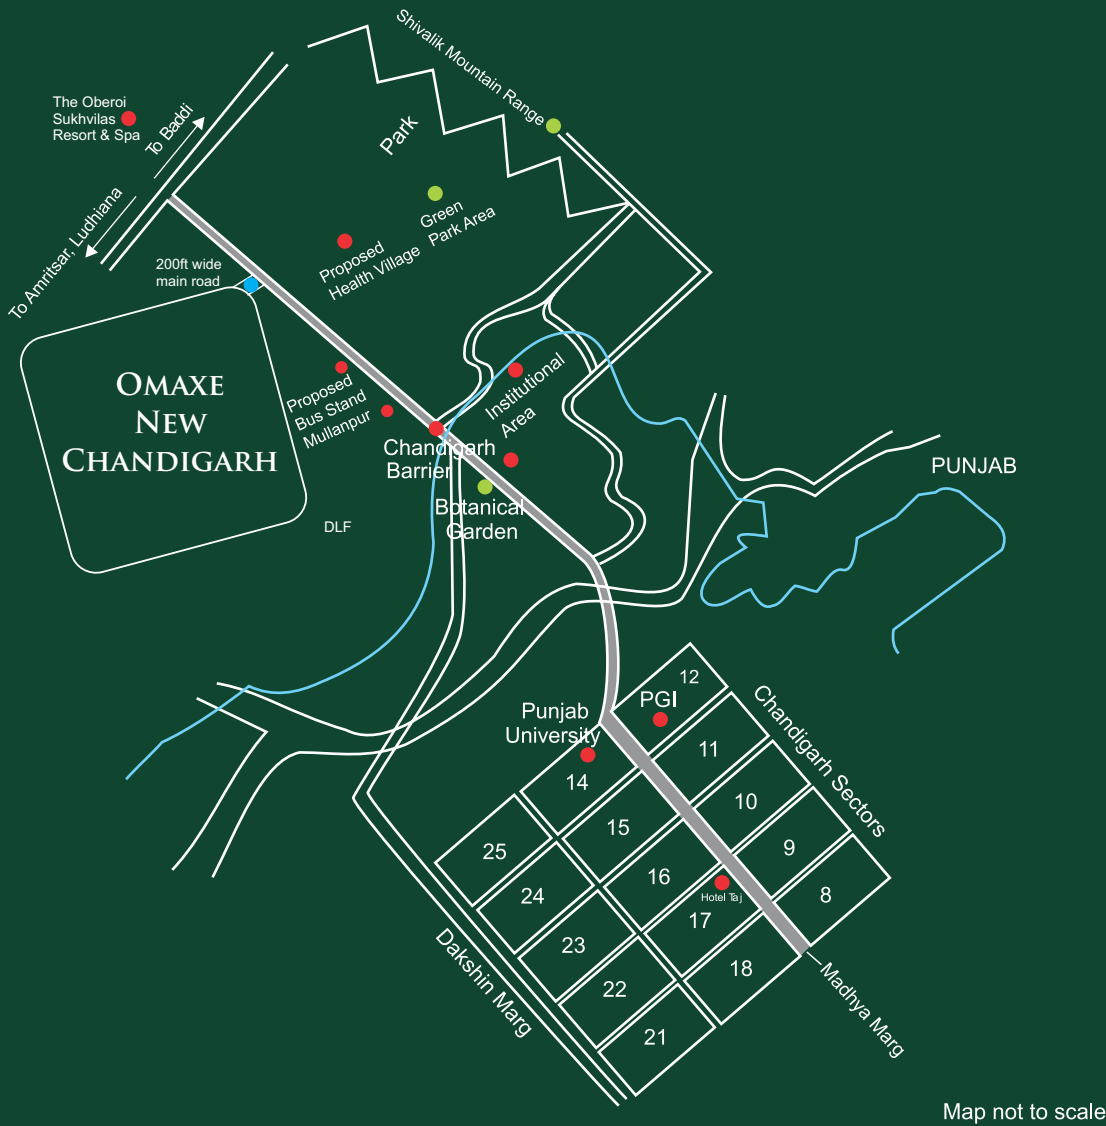 Shivalik Mountain Range
The Oberoi
Sukhvilas
Resort & Spa
To Baddi
Park
To Amritsar, Ludhiana
Green
Park Area
Proposed
Health Village
200ft wide
main road
OMAXE
NEW
CHANDIGARH
Proposed
Bus Stand
Mullanpur
Institutional
Area
Chandigarh
Barrier
PUNJAB
Botanical
Garden
DLF
12
PGI
Punjab
University
Chandigarh Sectors
11
14
10
15
9
25
16
8
24
Hotel Taj
17
23
18
22
21
Dakshin Marg
Madhya Marg
Map not to scale